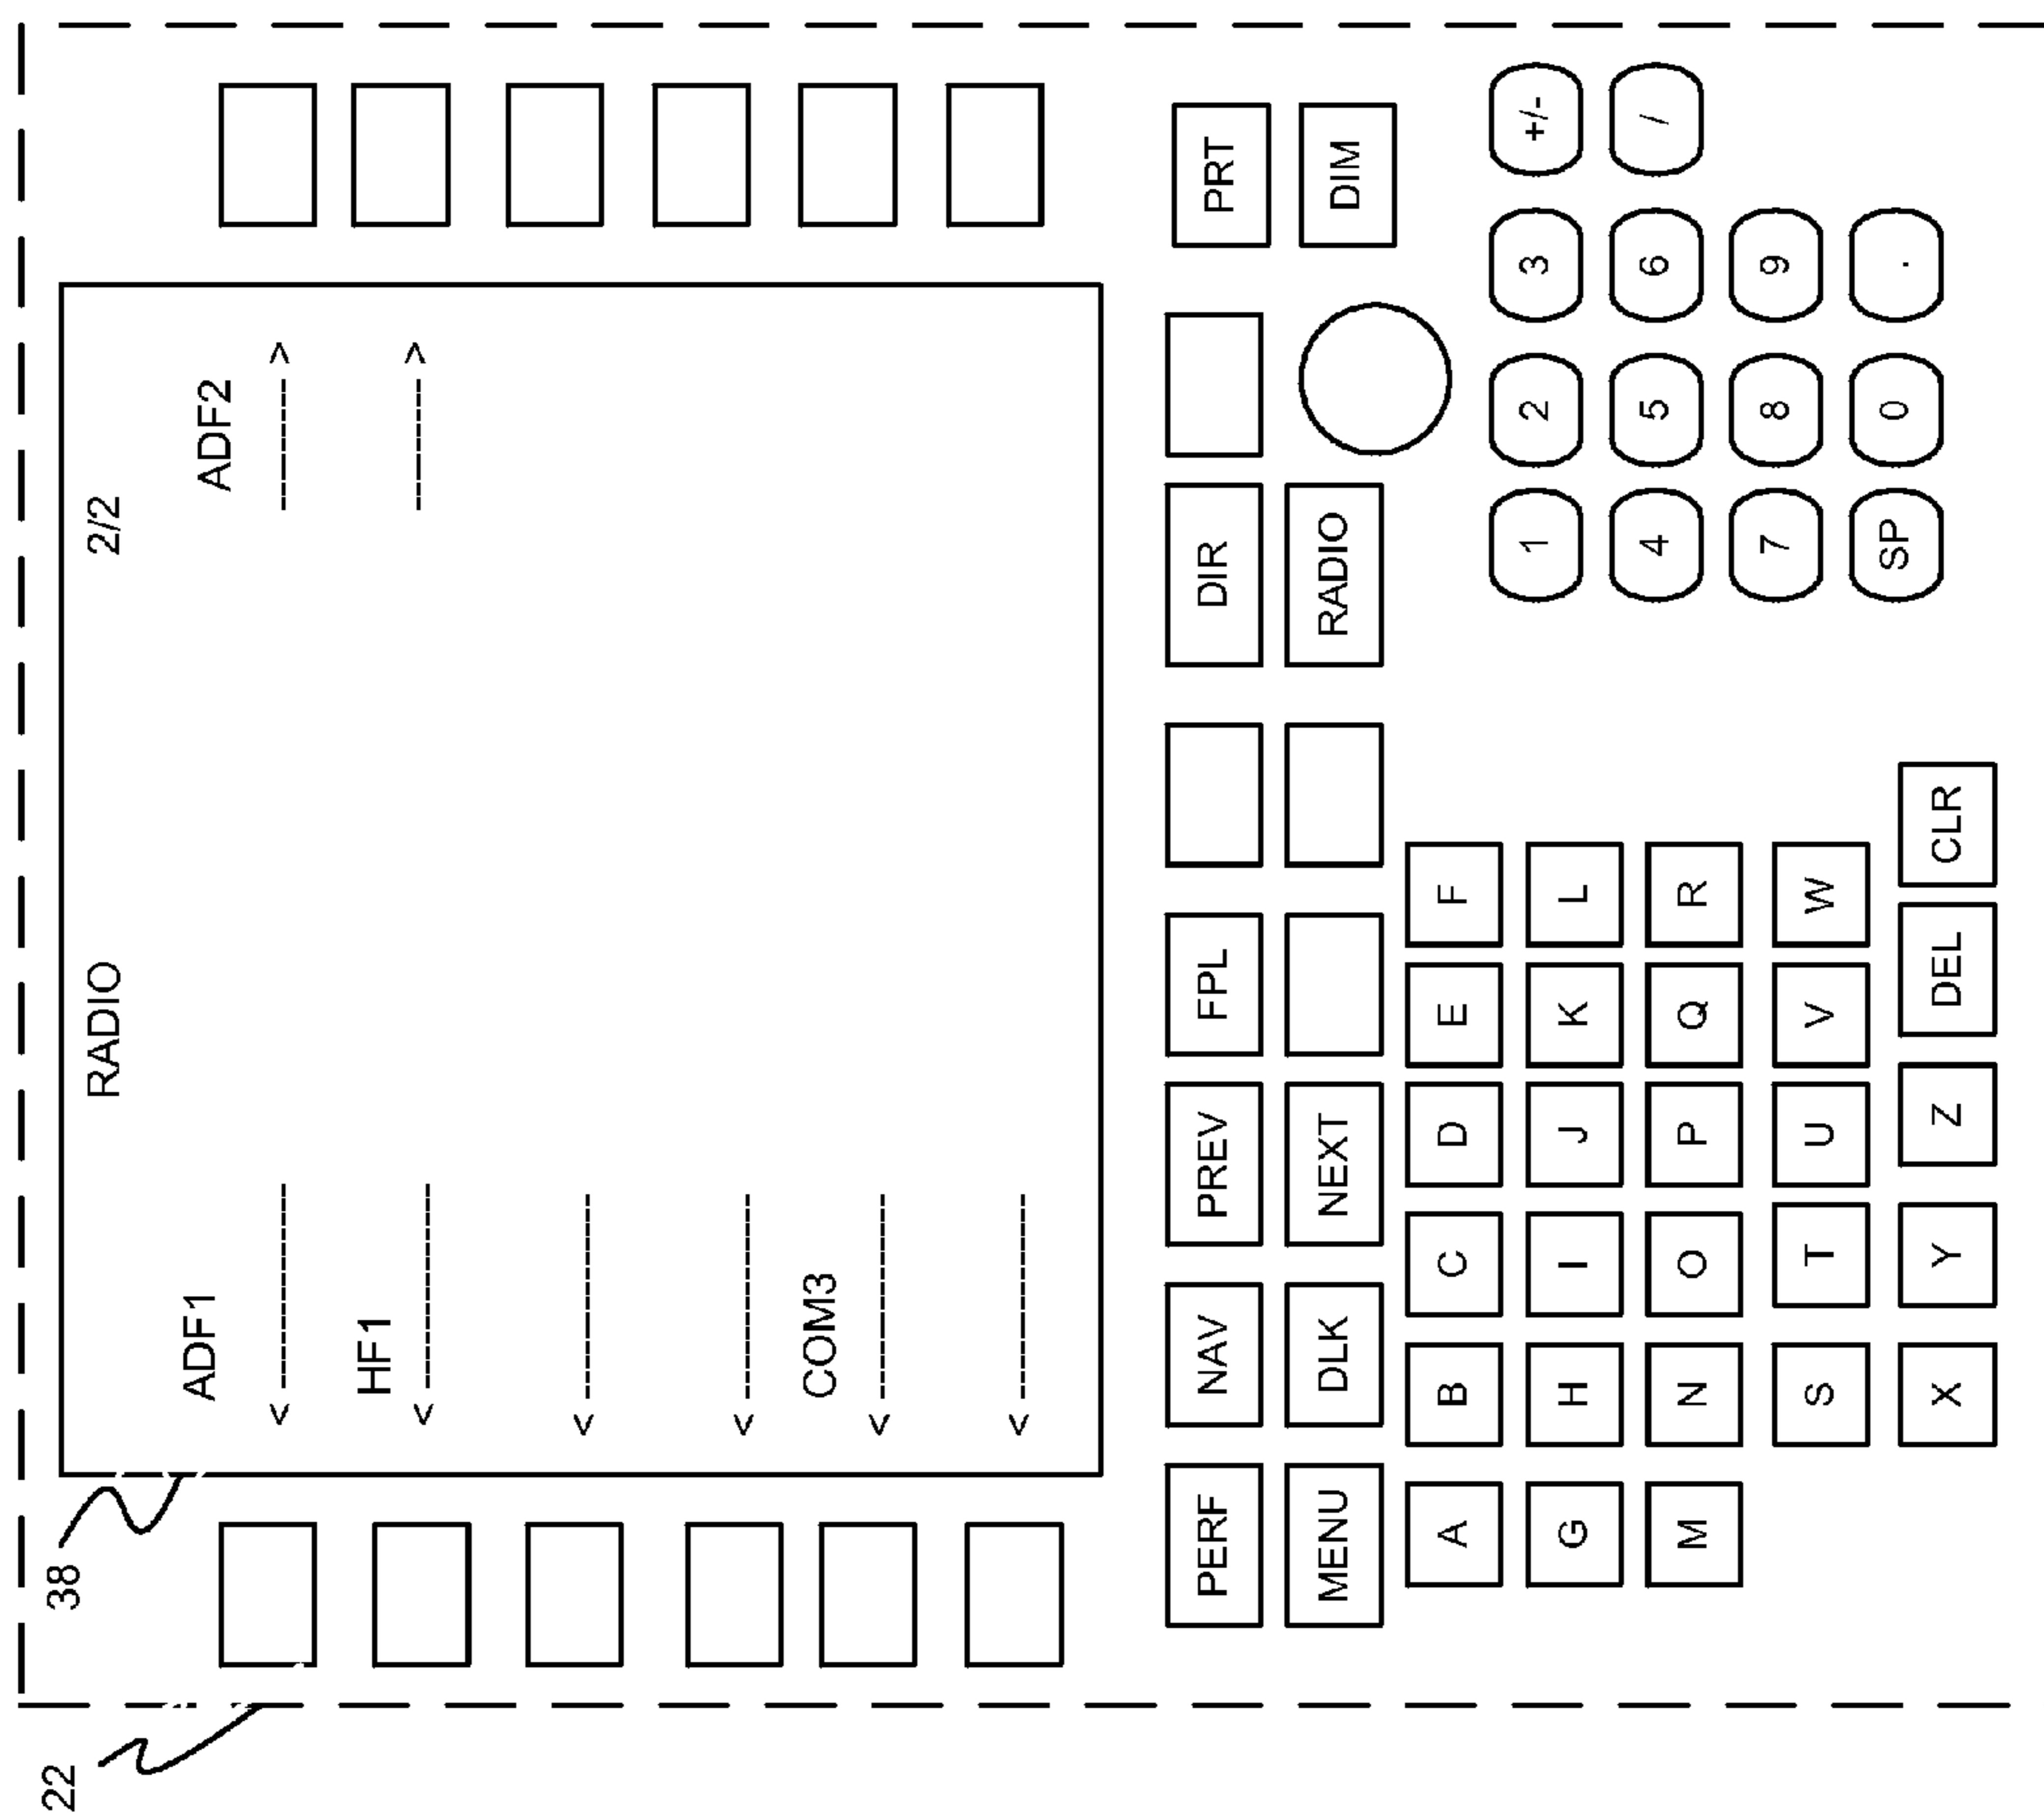 22
38
RADIO 2/2
ADF1 ADF2
<---------------- ---------->
HF1
<---------------- ---------->
<----------------
<----------------
COM3
<----------------
<----------------
PERF NAV PREV FPL DIR PRT
MENU DLK NEXT RADIO DIM
A B C D E F 1 2 3 +/-
G H I J K L 4 5 6 /
M N O P Q R 7 8 9
S T U V W SP 0 .
X Y Z DEL CLR